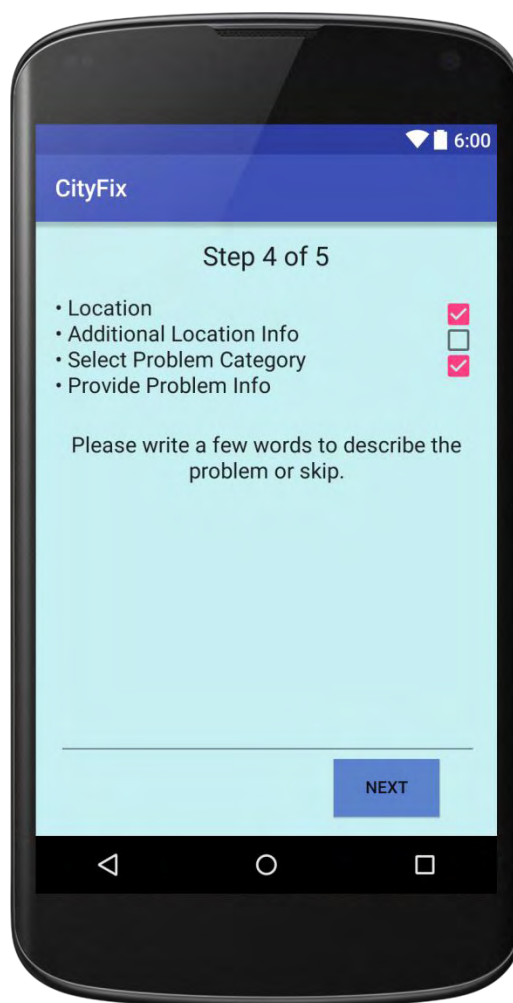 6:00
CityFix
Step 4 of 5
• Location
• Additional Location Info
• Select Problem Category
• Provide Problem Info
Please write a few words to describe the
problem or skip.
NEXT